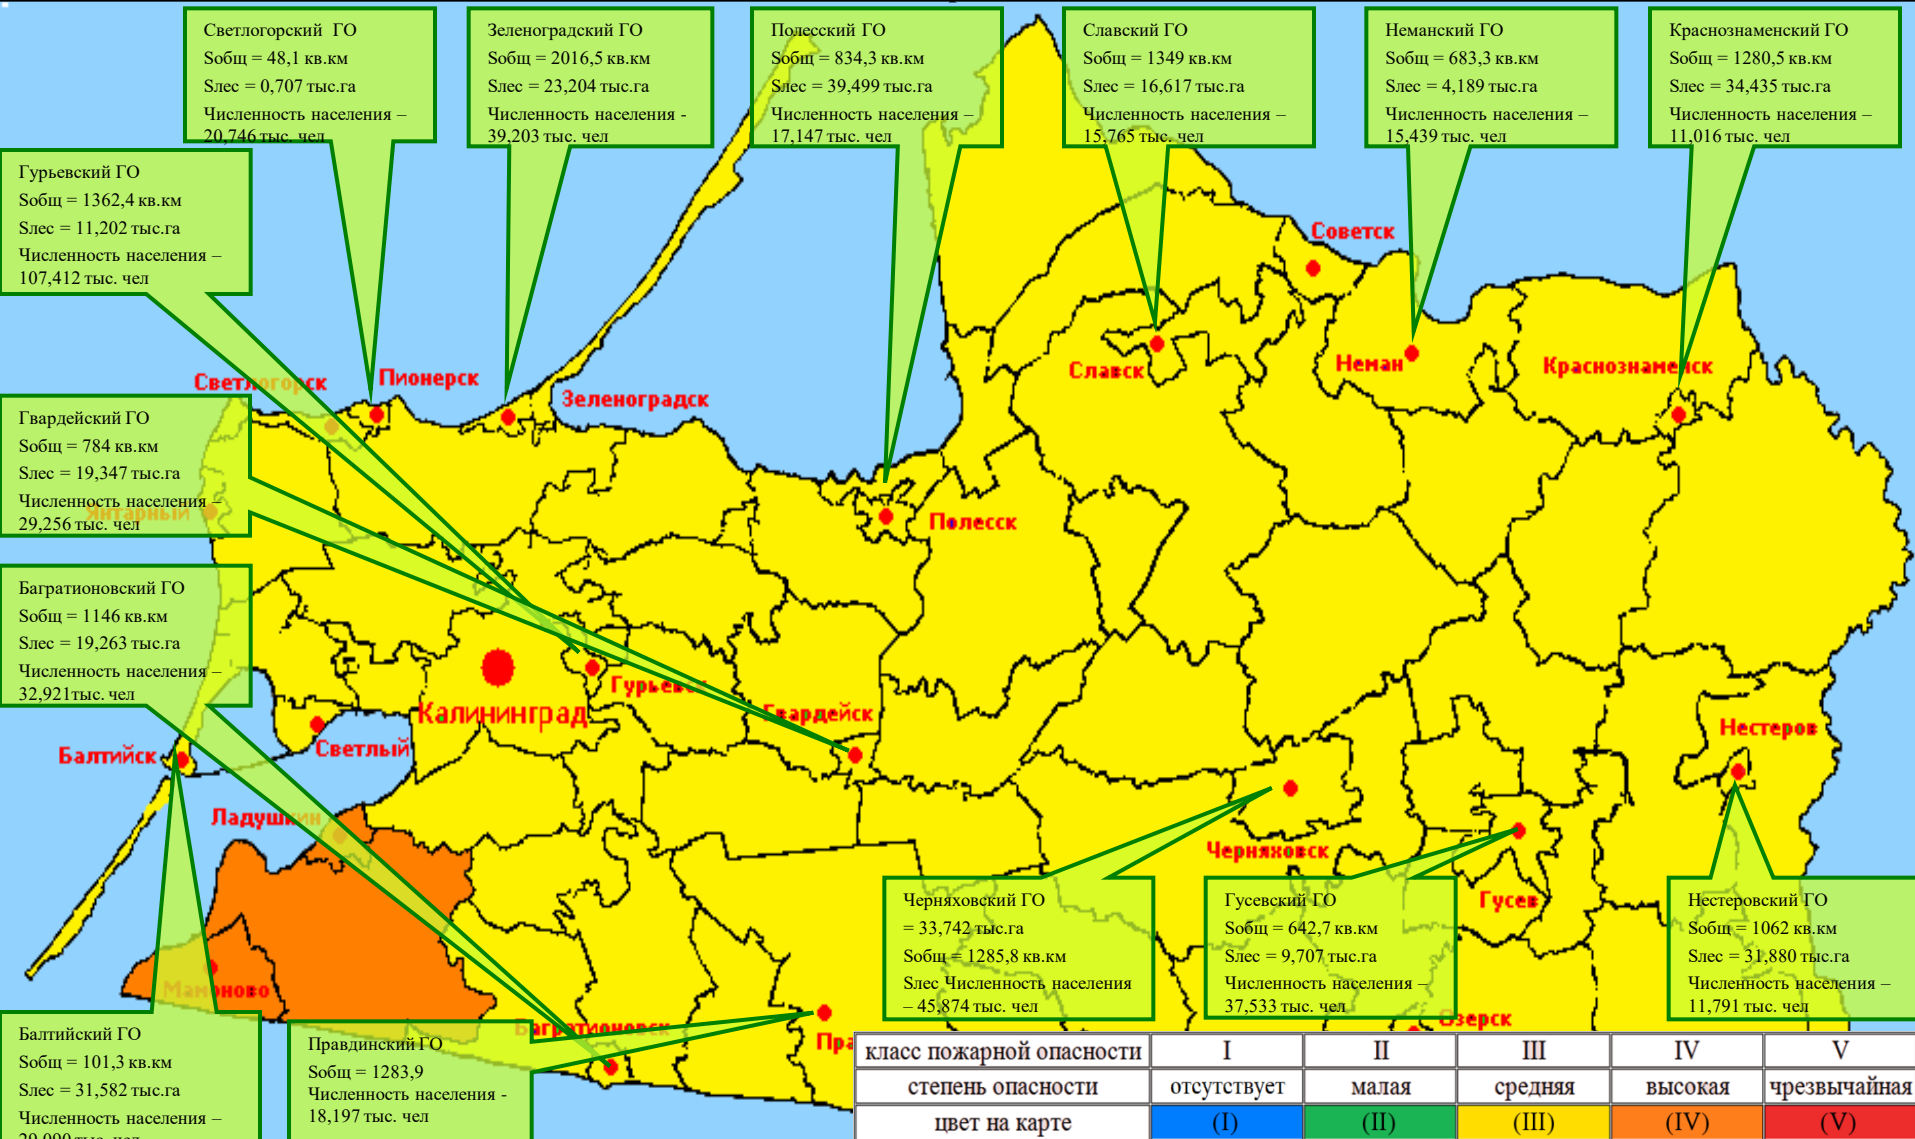 Светлогорский ГО
Sобщ = 48,1 кв.км
Sлес = 0,707 тыс.га
Численность населения –
20,746 тыс. чел
Зеленоградский ГО
Sобщ = 2016,5 кв.км
Sлес = 23,204 тыс.га
Численность населения -
39,203 тыс. чел
Полесский ГО
Sобщ = 834,3 кв.км
Sлес = 39,499 тыс.га
Численность населения –
17,147 тыс. чел
Славский ГО
Sобщ = 1349 кв.км
Sлес = 16,617 тыс.га
Численность населения –
15,765 тыс. чел
Неманский ГО
Sобщ = 683,3 кв.км
Sлес = 4,189 тыс.га
Численность населения –
15,439 тыс. чел
Краснознаменский ГО
Sобщ = 1280,5 кв.км
Sлес = 34,435 тыс.га
Численность населения –
11,016 тыс. чел
Гурьевский ГО
Sобщ = 1362,4 кв.км
Sлес = 11,202 тыс.га
Численность населения –
107,412 тыс. чел
Советск
Светлогорск
Пионерск
Зеленоградск
Славск
Неман
Краснознаменск
Гвардейский ГО
Sобщ = 784 кв.км
Sлес = 19,347 тыс.га
Численность населения –
29,256 тыс. чел
Янтарный
Полесск
Багратионовский ГО
Sобщ = 1146 кв.км
Sлес = 19,263 тыс.га
Численность населения –
32,921тыс. чел
Гурьевск
Калининград
Гвардейск
Нестеров
Балтийск
Светлый
Ладушкин
Черняховск
Гусев
Черняховский ГО
= 33,742 тыс.га
Sобщ = 1285,8 кв.км
Sлес Численность населения
– 45,874 тыс. чел
Гусевский ГО
Sобщ = 642,7 кв.км
Sлес = 9,707 тыс.га
Численность населения –
37,533 тыс. чел
Нестеровский ГО
Sобщ = 1062 кв.км
Sлес = 31,880 тыс.га
Численность населения –
11,791 тыс. чел
Мамоново
Багратионовск
Озерск
Пра
Балтийский ГО
Sобщ = 101,3 кв.км
Sлес = 31,582 тыс.га
Численность населения –
Правдинский ГО
Sобщ = 1283,9
Численность населения -
18,197 тыс. чел
класс пожарной опасности I II III IV V
степень опасности отсутствует малая средняя высокая чрезвычайная
цвет на карте (I) (II) (III) (IV) (V)